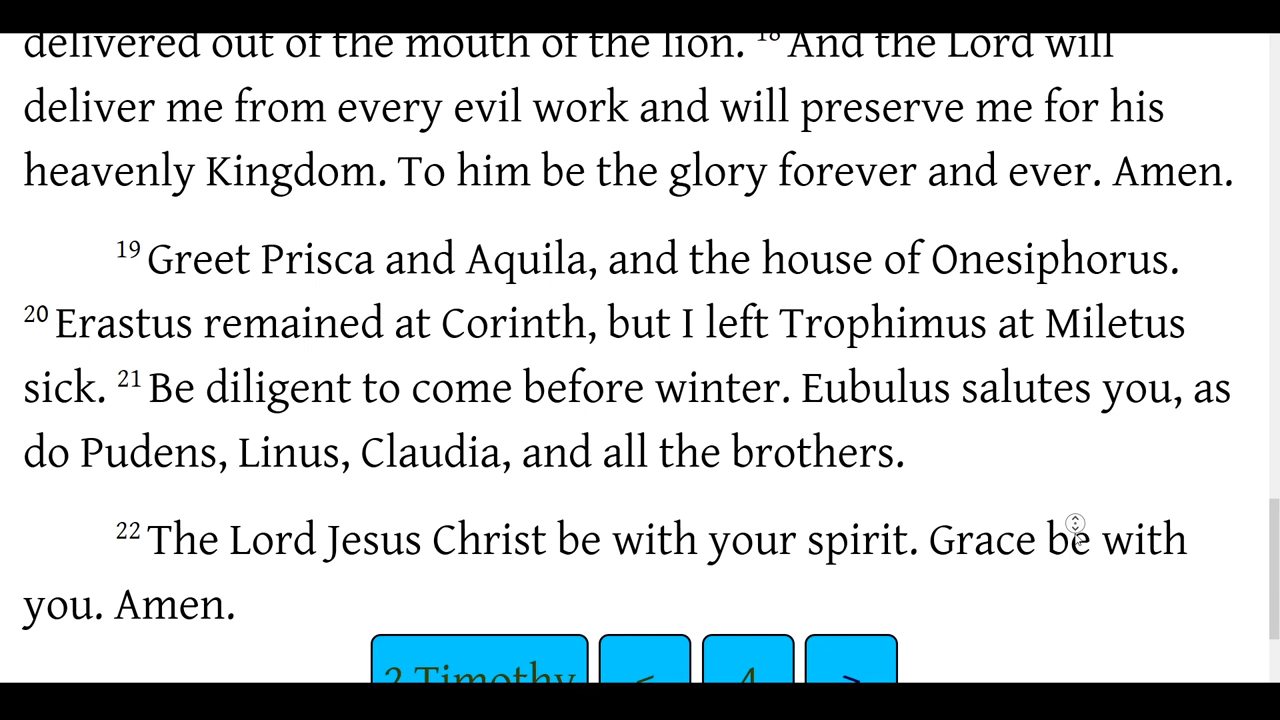 delivered out of the mouth of the lion. 18 And the Lord will
deliver me from every evil work and will preserve me for his
heavenly Kingdom. To him be the glory forever and ever. Amen.
19 Greet Prisca and Aquila, and the house of Onesiphorus.
20 Erastus remained at Corinth, but I left Trophimus at Miletus
sick. 21 Be diligent to come before winter. Eubulus salutes you, as
do Pudens, Linus, Claudia, and all the brothers.
22 The Lord Jesus Christ be with your spirit. Grace be with
you. Amen.
2 Timothy < 4 >